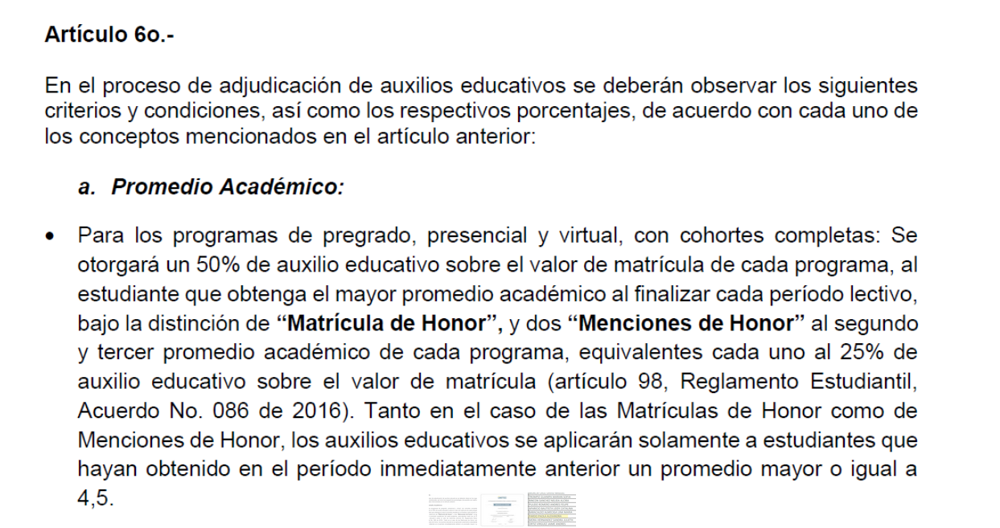 Artículo 6o.-
En el proceso de adjudicación de auxilios educativos se deberán observar los siguientes
criterios y condiciones, así como los respectivos porcentajes, de acuerdo con cada uno de
los conceptos mencionados en el artículo anterior:
a. Promedio Académico:
• Para los programas de pregrado, presencial y virtual, con cohortes completas: Se
otorgará un 50% de auxilio educativo sobre el valor de matrícula de cada programa, al
estudiante que obtenga el mayor promedio académico al finalizar cada período lectivo,
bajo la distinción de “Matrícula de Honor”, y dos “Menciones de Honor” al segundo
y tercer promedio académico de cada programa, equivalentes cada uno al 25% de
auxilio educativo sobre el valor de matrícula (artículo 98, Reglamento Estudiantil,
Acuerdo No. 086 de 2016). Tanto en el caso de las Matrículas de Honor como de
Menciones de Honor, los auxilios educativos se aplicarán solamente a estudiantes que
hayan obtenido en el período inmediatamente anterior un promedio mayor o igual a
4,5.